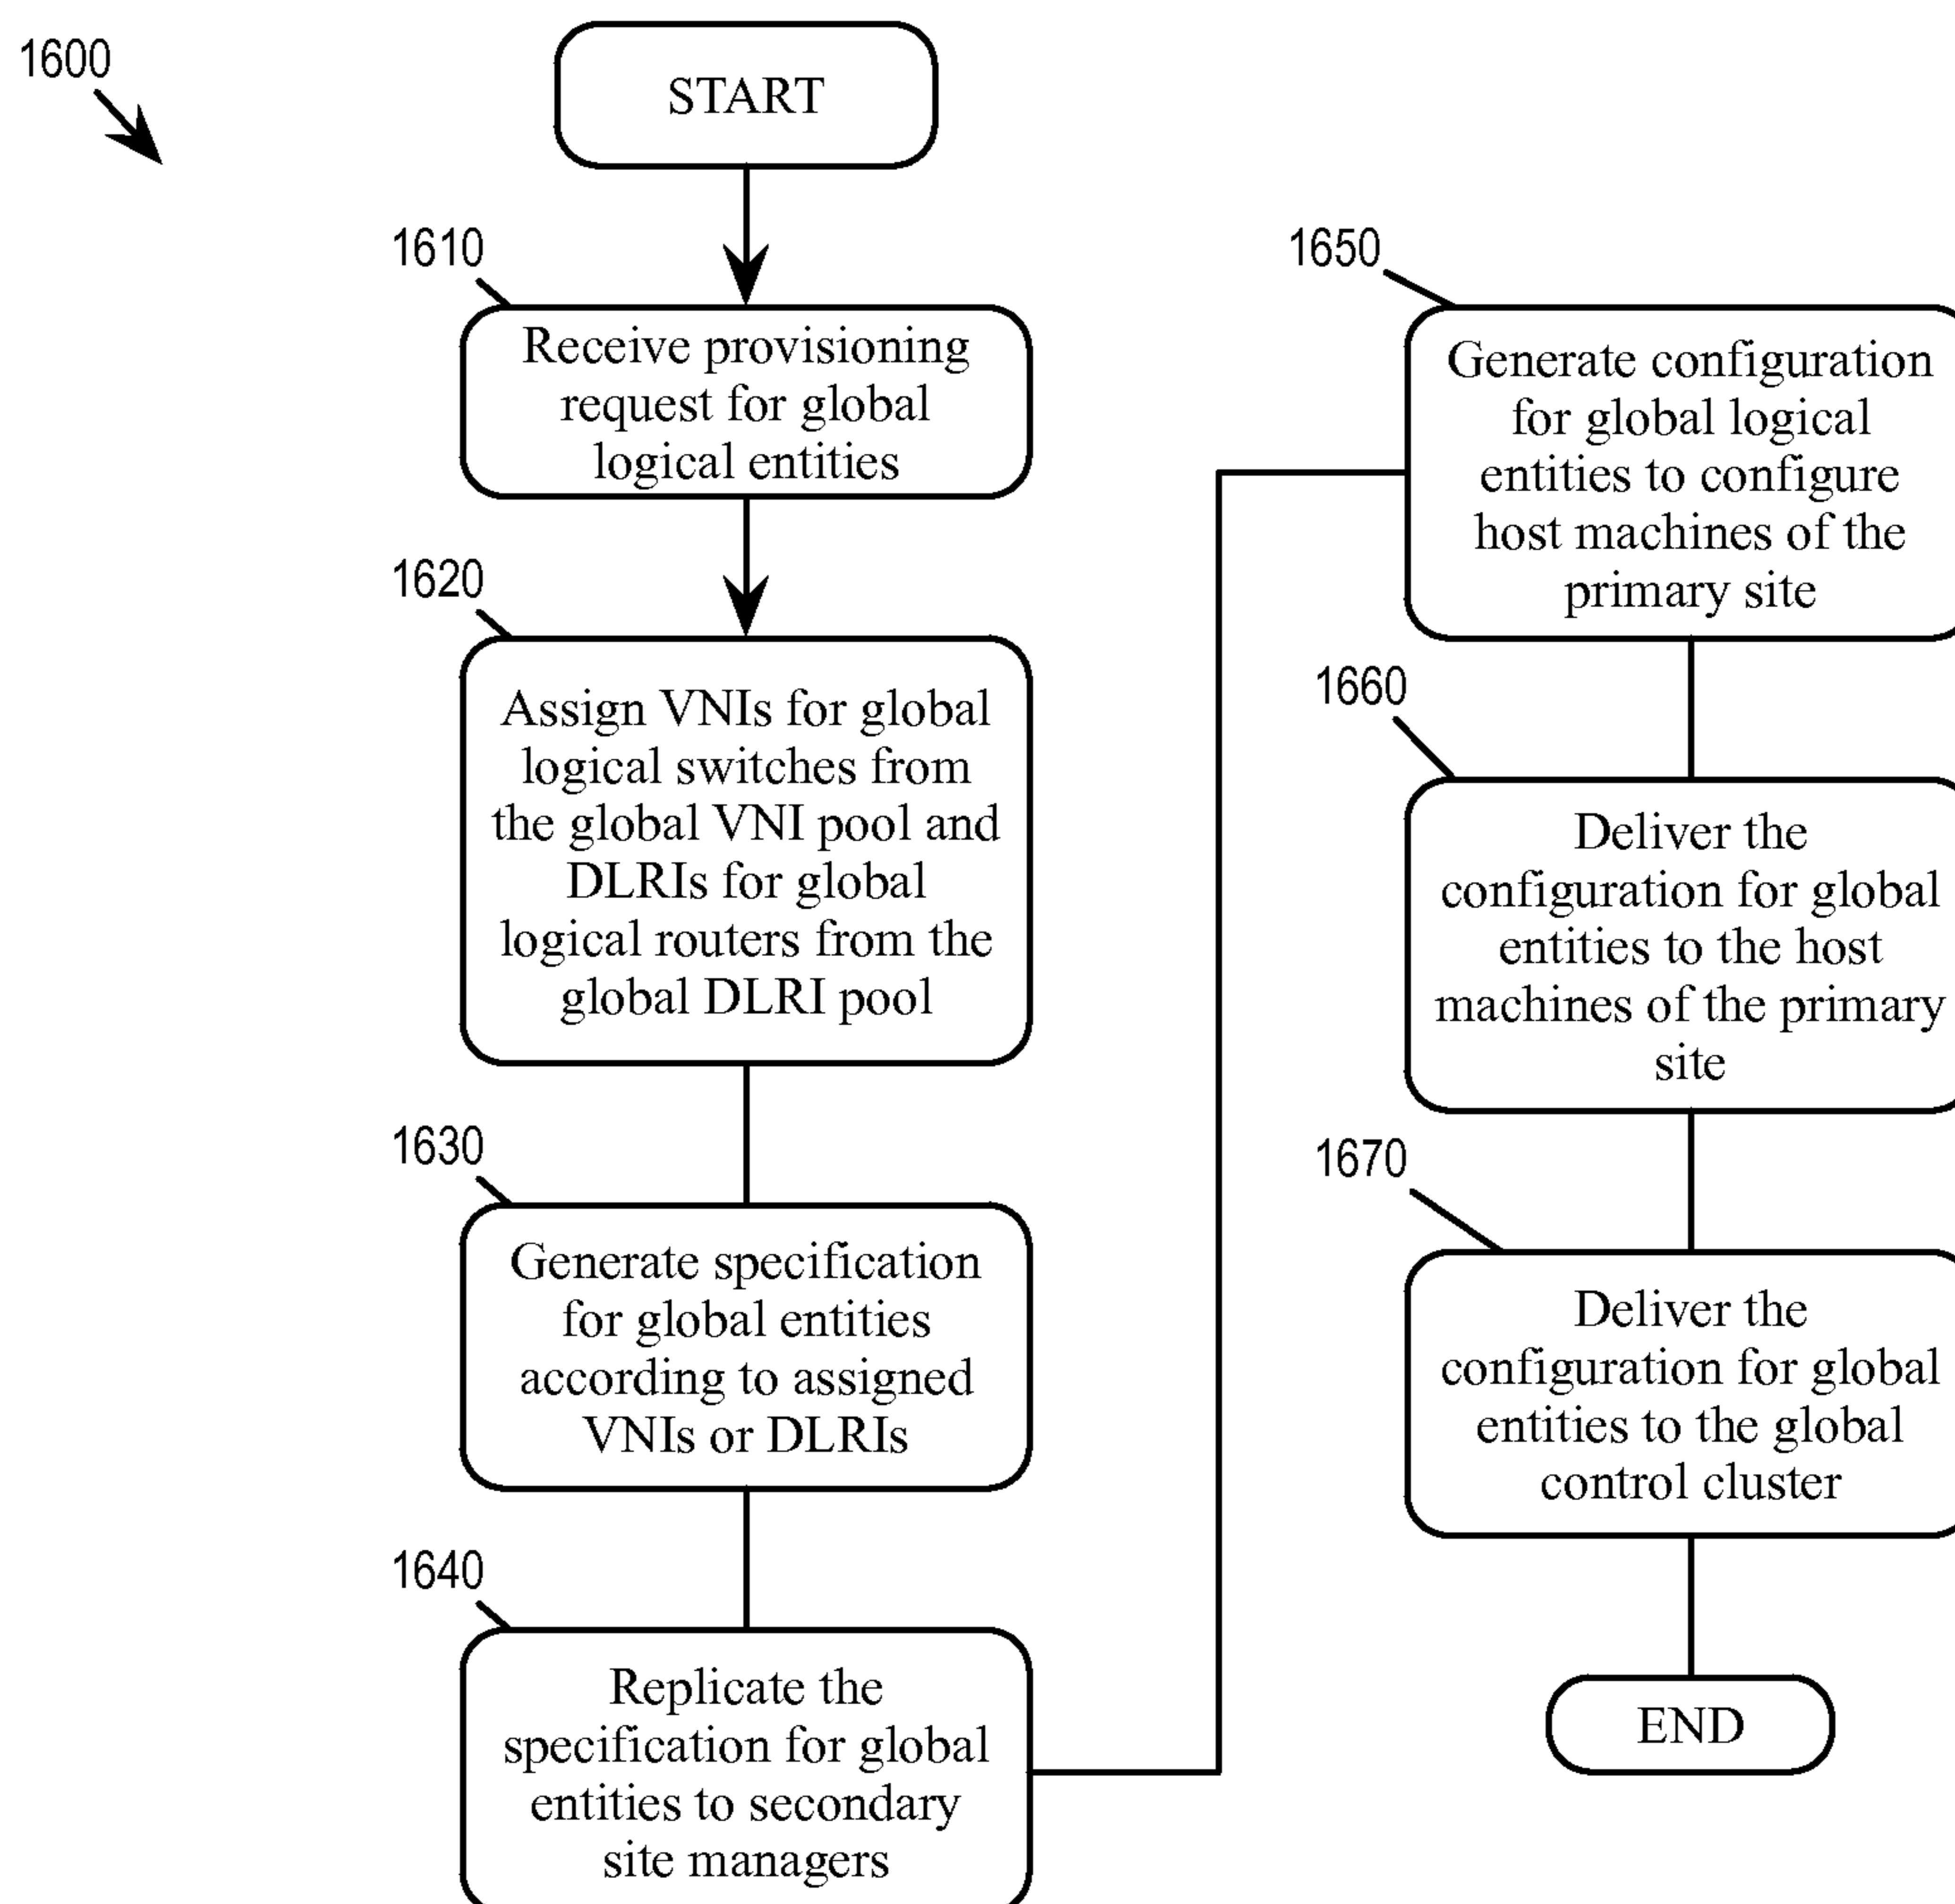 1600
START
1610
Receive provisioning
request for global
logical entities
1620
Assign VNIs for global
logical switches from
the global VNI pool and
DLRIs for global
logical routers from the
global DLRI pool
1630
Generate specification
for global entities
according to assigned
VNIs or DLRIs
1640
Replicate the
specification for global
entities to secondary
site managers
1650
Generate configuration
for global logical
entities to configure
host machines of the
primary site
1660
Deliver the
configuration for global
entities to the host
machines of the primary
site
1670
Deliver the
configuration for global
entities to the global
control cluster
END